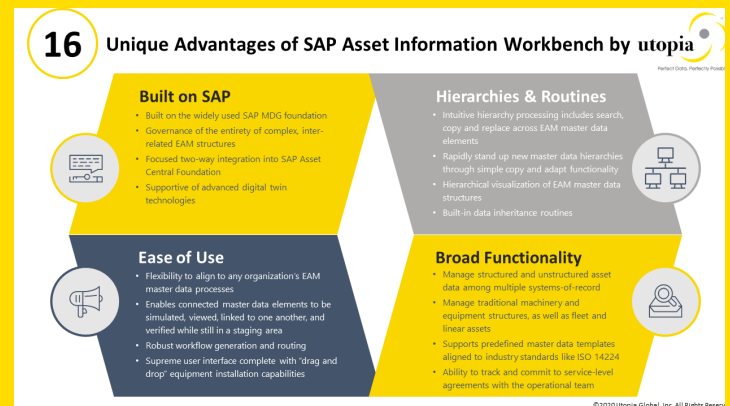 16
Unique Advantages of SAP Asset Information Workbench by utopia
Perfect Data. Perfectly
Built on SAP
• Built on the widely used SAP MDG foundation
• Governance of the entirety of complex, inter-
related EAM structures
• Focused two-way integration into SAP Asset
Central Foundation
• Supportive of advanced digital twin
technologies
Hierarchies & Routines
• Intuitive hierarchy processing includes search,
copy and replace across EAM master data
elements
• Rapidly stand up new master data hierarchies
through simple copy and adapt functionality
• Hierarchical visualization of EAM master data
structures
• Built-in data inheritance routines
Ease of Use
• Flexibility to align to any organization's EAM
master data processes
• Enables connected master data elements to be
simulated, viewed, linked to one another, and
verified while still in a staging area
• Robust workflow generation and routing
• Supreme user interface complete with "drag and
drop" equipment installation capabilities
Broad Functionality
• Manage structured and unstructured asset
data among multiple systems-of-record
• Manage traditional machinery and
equipment structures, as well as fleet and
linear assets
• Supports predefined master data templates
aligned to industry standards like ISO 14224
• Ability to track and commit to service-level
agreements with the operational team
©2020 Utopia Global, Inc. All Rights